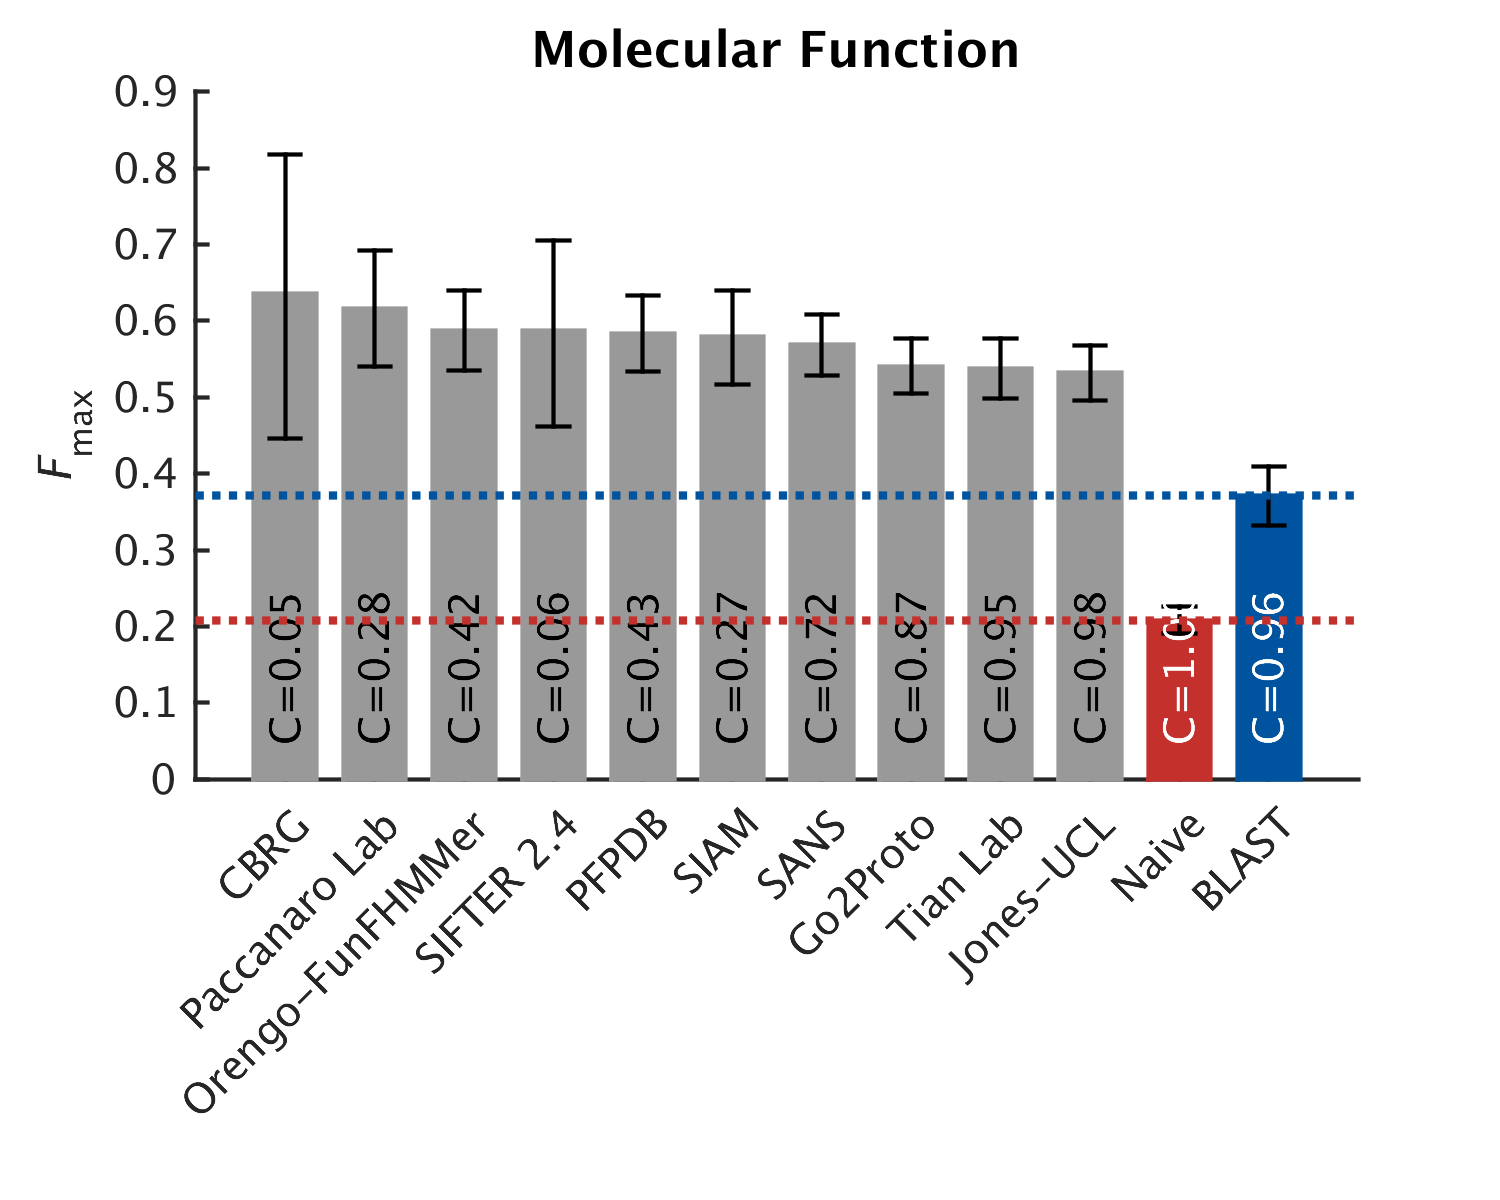 Molecular Function
0.9
0.8
0.7
0.6
0.5
0.4
0.3
0.2
0.1
0
Fmax
C=0.05
C=0.28
C=0.42
C=0.06
C=0.43
C=0.27
C=0.72
C=0.87
C=0.95
C=0.98
C=0.96
CBRG
Paccanaro Lab
Orengo-FunFHMMer
SIFTER 2.4
PFPDB
SIAM
SANS
Go2Proto
Tian Lab
Jones-UCL
Naive
BLAST